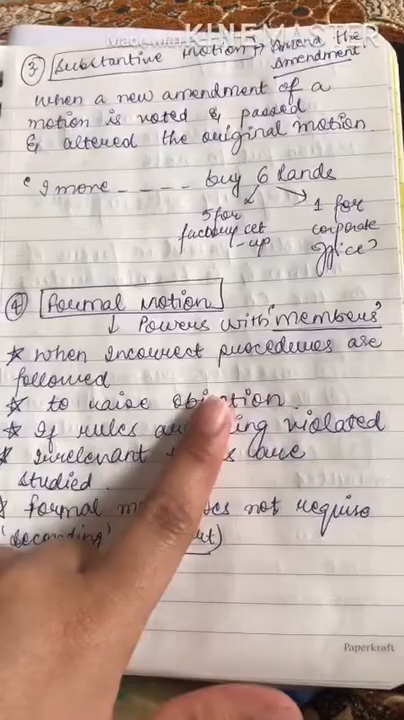 Made with KINEMASTER
③ Substantive Motion → Amend the
Amendment
when a new amendment of a
motion is voted & passed
& altered the original motion.
I move _ _ _ _ buy 6 lands
5 for
factory set
- up
1 for
corporate
office
④ Formal Motion
↓ Powers with "members"
* when incorrect procedures are
followed
* to raise objection.
* If rules are being violated
* Irrelevant are
studied.
* formal not require
'seconding'
Paperkraft